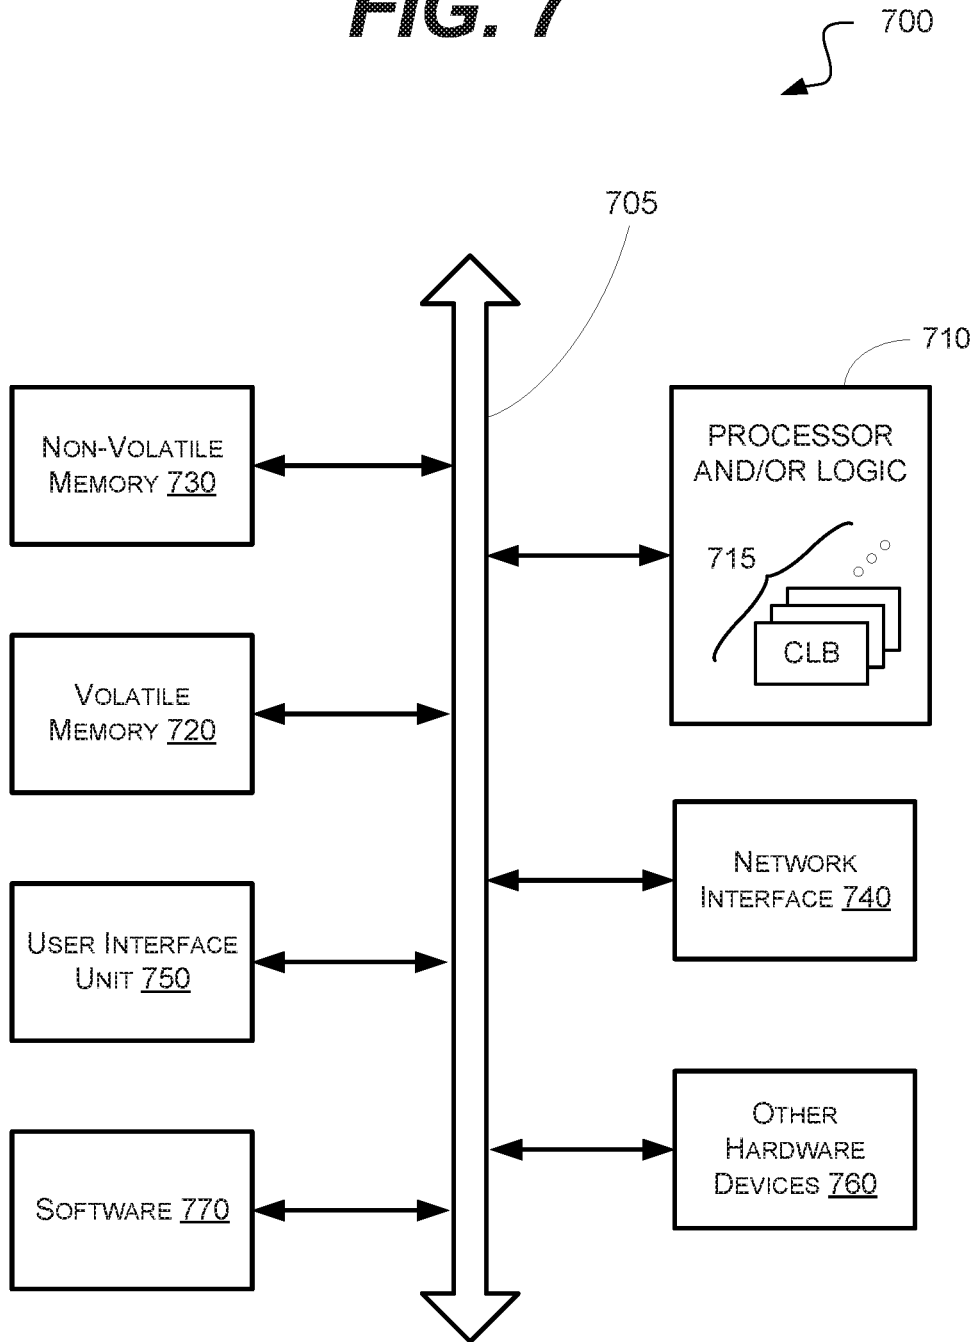 FIG. 7
700
705
710
NON-VOLATILE
MEMORY 730
PROCESSOR
AND/OR LOGIC
715
CLB
VOLATILE
MEMORY 720
NETWORK
INTERFACE 740
USER INTERFACE
UNIT 750
OTHER
HARDWARE
DEVICES 760
SOFTWARE 770